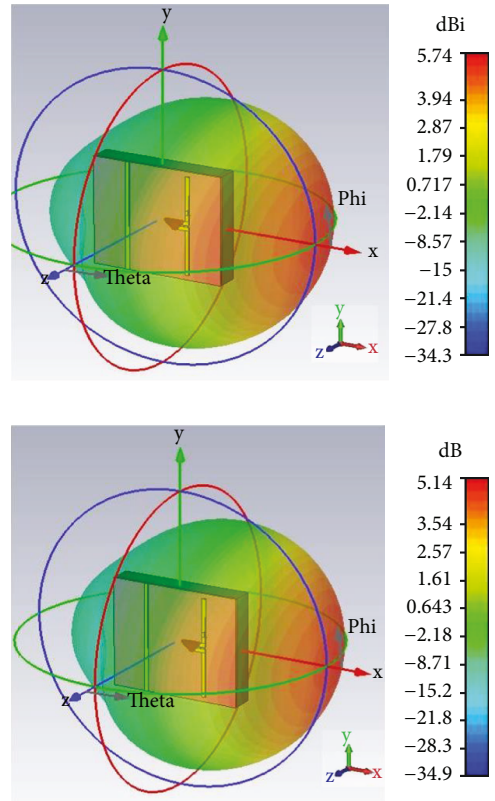 y
dBi
5.74
3.94
2.87
1.79
0.717
−2.14
−8.57
−15
−21.4
−27.8
−34.3
Phi
x
z
Theta
y
z
x
y
dB
5.14
3.54
2.57
1.61
0.643
−2.18
−8.71
−15.2
−21.8
−28.3
−34.9
Phi
x
z
Theta
y
z
x